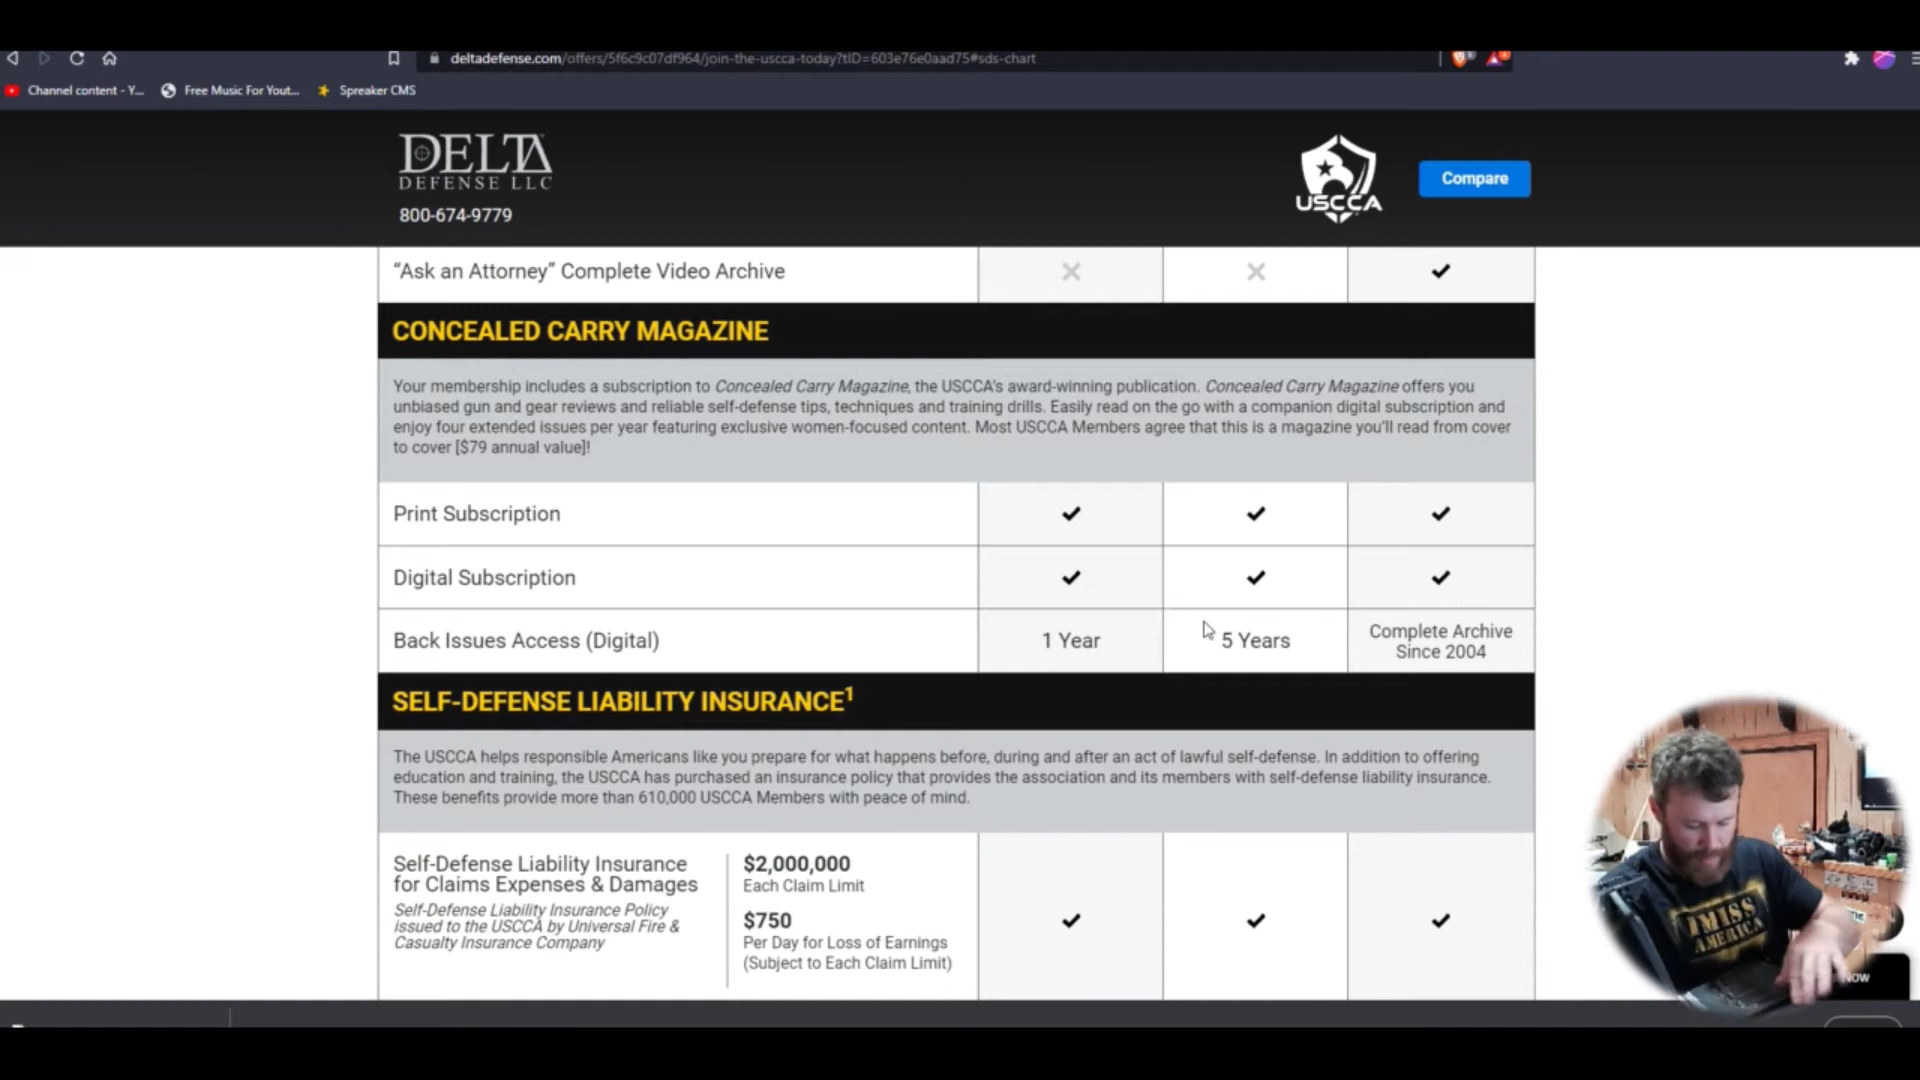 deltadefense.com/offers/5f6c9c07df964/join-the-uscca-today?tID=603e76e0aad75#sds-chart
Channel content - Y...
Free Music For Yout...
Spreaker CMS
DELTA
DEFENSE LLC
800-674-9779
USCCA
Compare
“Ask an Attorney” Complete Video Archive
CONCEALED CARRY MAGAZINE
Your membership includes a subscription to Concealed Carry Magazine, the USCCA’s award-winning publication. Concealed Carry Magazine offers you
unbiased gun and gear reviews and reliable self-defense tips, techniques and training drills. Easily read on the go with a companion digital subscription and
enjoy four extended issues per year featuring exclusive women-focused content. Most USCCA Members agree that this is a magazine you’ll read from cover
to cover [$79 annual value]!
Print Subscription
Digital Subscription
Back Issues Access (Digital)
1 Year
5 Years
Complete Archive
Since 2004
SELF-DEFENSE LIABILITY INSURANCE1
The USCCA helps responsible Americans like you prepare for what happens before, during and after an act of lawful self-defense. In addition to offering
education and training, the USCCA has purchased an insurance policy that provides the association and its members with self-defense liability insurance.
These benefits provide more than 610,000 USCCA Members with peace of mind.
Self-Defense Liability Insurance
for Claims Expenses & Damages
Self-Defense Liability Insurance Policy
issued to the USCCA by Universal Fire &
Casualty Insurance Company
$2,000,000
Each Claim Limit
$750
Per Day for Loss of Earnings
(Subject to Each Claim Limit)
I MISS
AMERICA
Now